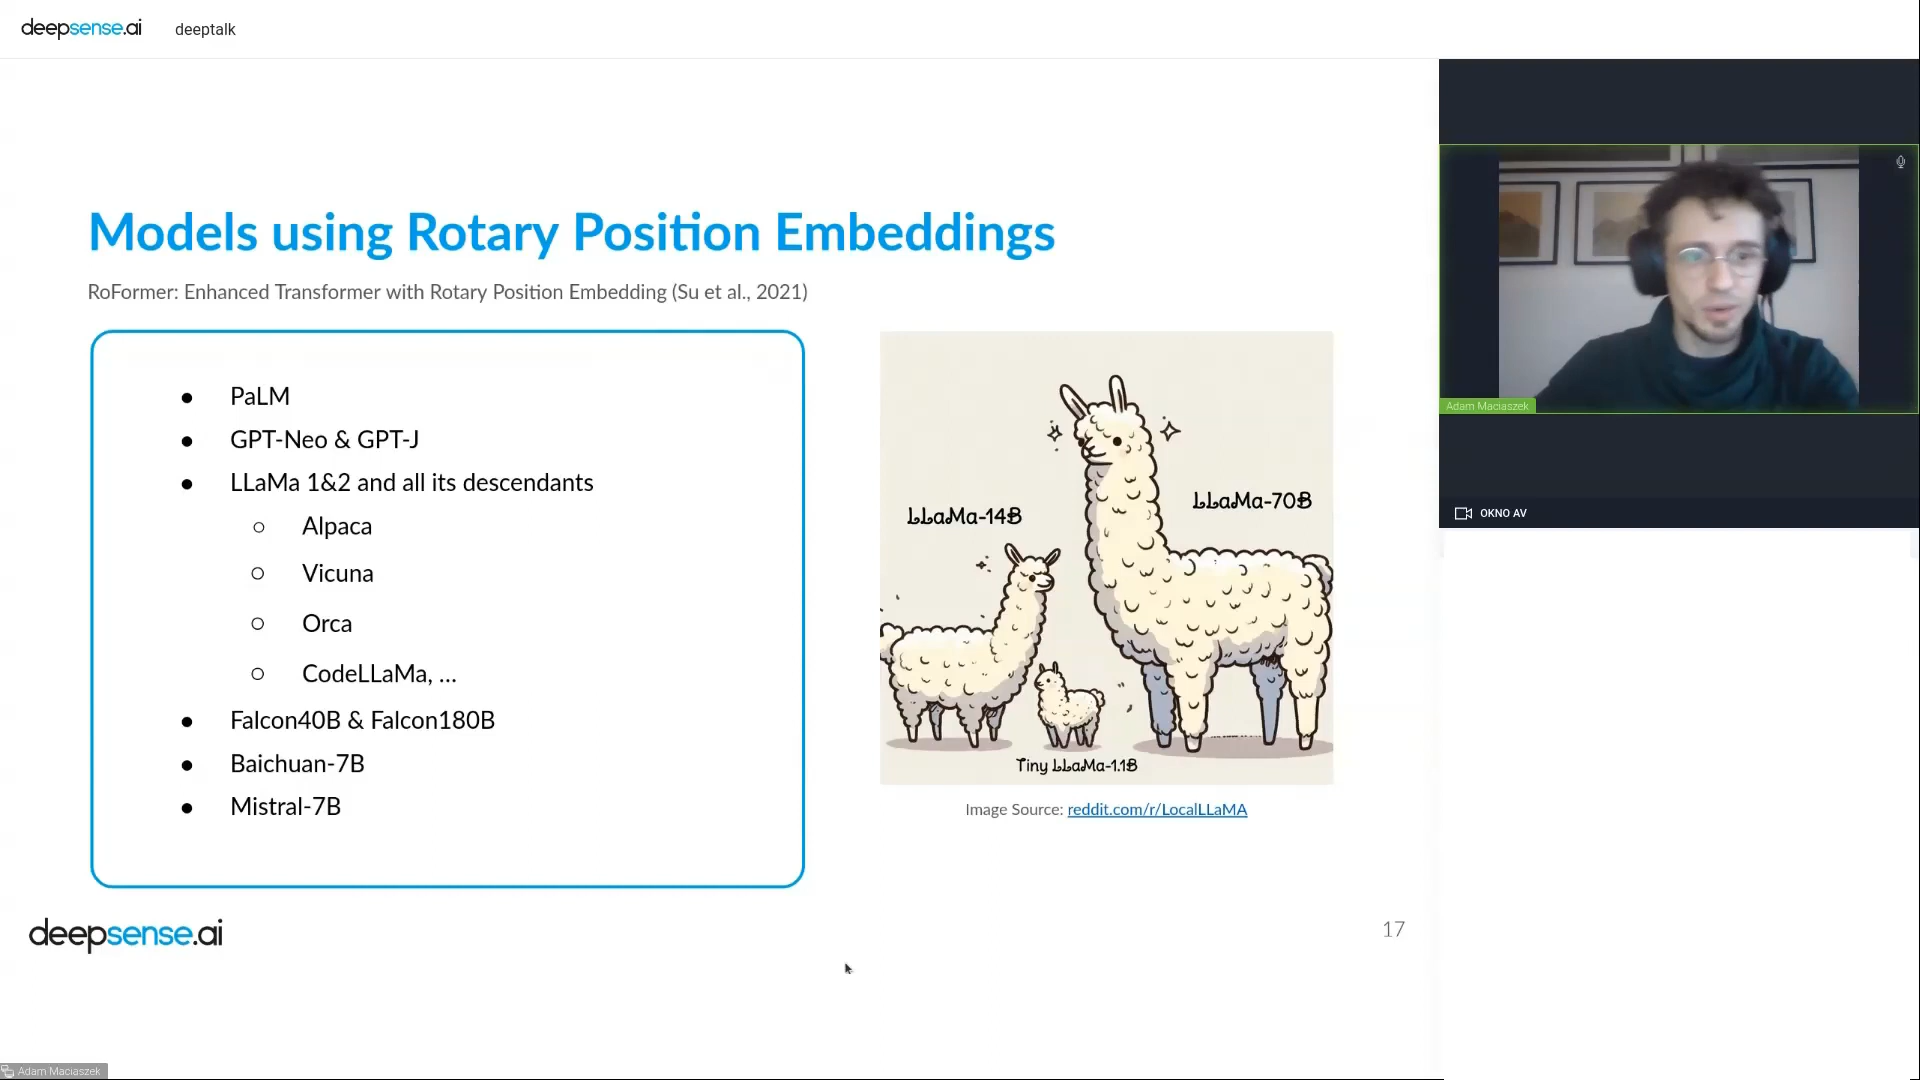 deepsense.ai deeptalk
Models using Rotary Position Embeddings
RoFormer: Enhanced Transformer with Rotary Position Embedding (Su et al., 2021)
● PaLM
● GPT-Neo & GPT-J
● LLaMa 1&2 and all its descendants
○ Alpaca
○ Vicuna
○ Orca
○ CodeLLaMa, ...
● Falcon40B & Falcon180B
● Baichuan-7B
● Mistral-7B
LLaMa-14B
LLaMa-70B
Tiny LLaMa-1.1B
Image Source: reddit.com/r/LocalLLaMA
deepsense.ai
17
Adam Maciaszek
OKNO AV
Adam Maciaszek